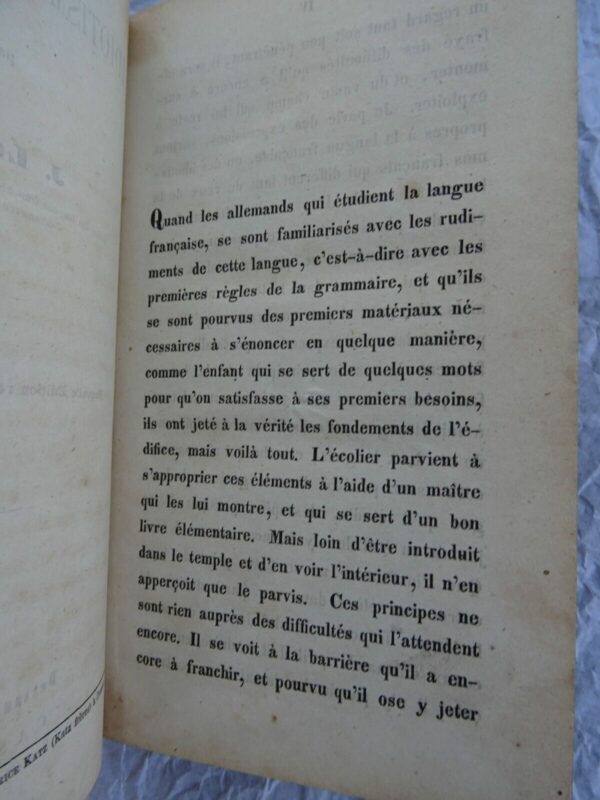 Quand les allemands qui étudient la langue
française, se sont familiarisés avec les rudi-
ments de cette langue, c'est-à-dire avec les
premières règles de la grammaire, et qu'ils
se sont pourvus des premiers matériaux né-
cessaires à s'énoncer en quelque manière,
comme l'enfant qui se sert de quelques mots
pour qu'on satisfasse à ses premiers besoins,
ils ont jeté à la vérité les fondements de l'é-
difice, mais voilà tout. L'écolier parvient à
s'approprier ces éléments à l'aide d'un maître
qui les lui montre, et qui se sert d'un bon
livre élémentaire. Mais loin d'être introduit
dans le temple et d'en voir l'intérieur, il n'en
apperçoit que le parvis. Ces principes ne
sont rien auprès des difficultés qui l'attendent
encore. Il se voit à la barrière qu'il a en-
core à franchir, et pourvu qu'il ose y jeter
KATZ (Katz frères) à